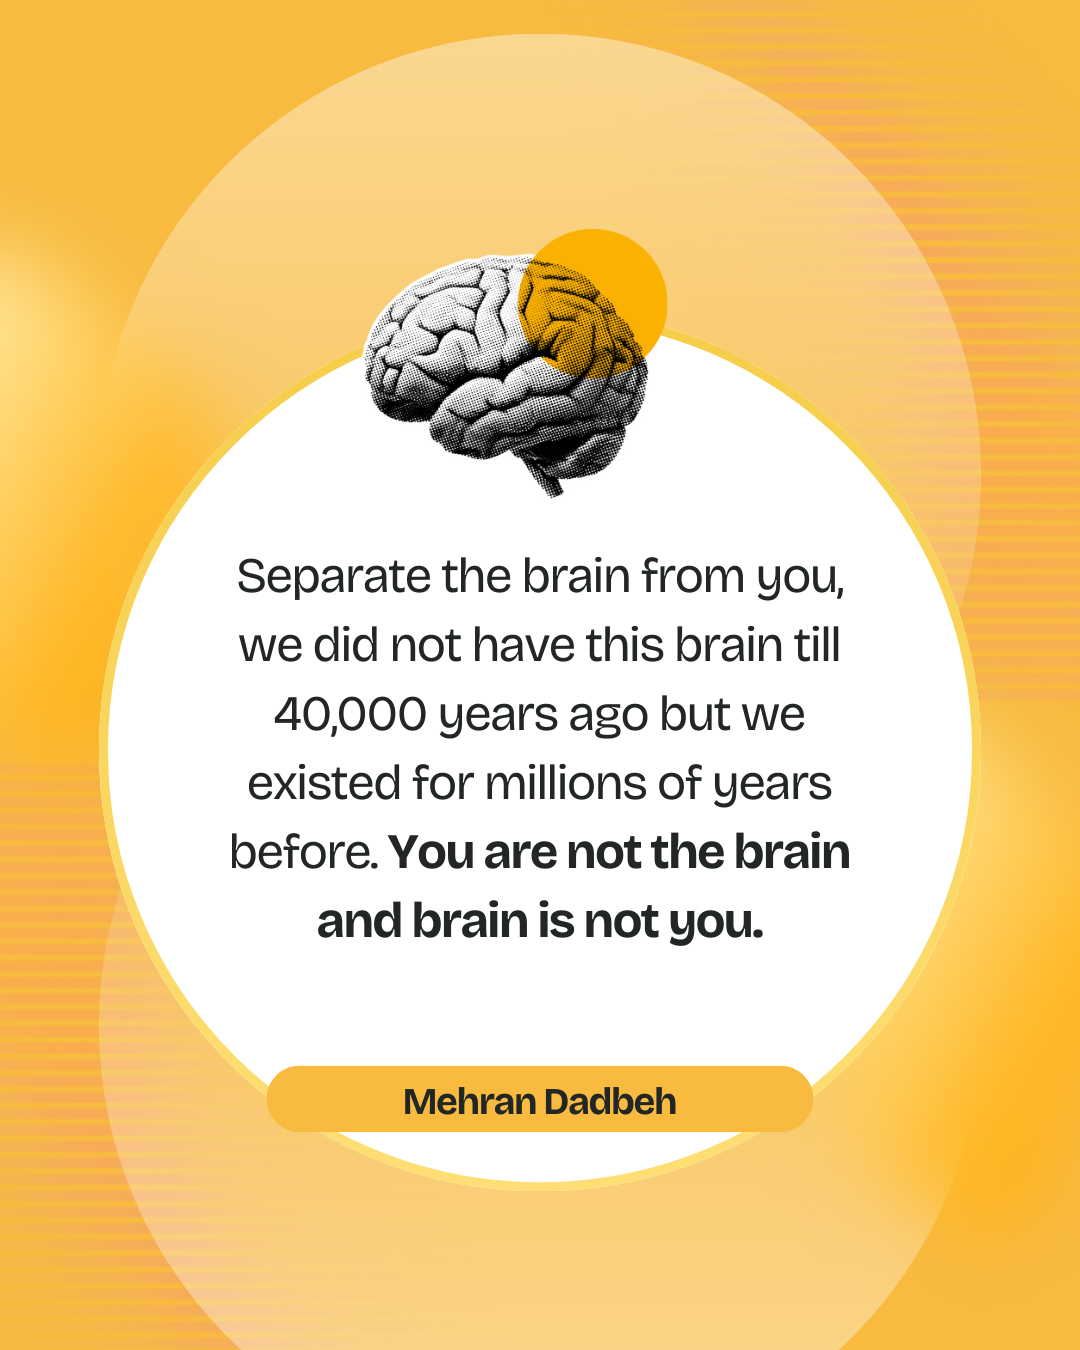 Separate the brain from you,
we did not have this brain till
40,000 years ago but we
existed for millions of years
before. You are not the brain
and brain is not you.
Mehran Dadbeh